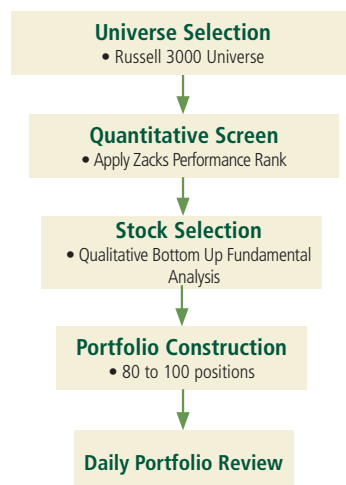 Universe Selection
• Russell 3000 Universe
Quantitative Screen
• Apply Zacks Performance Rank
Stock Selection
• Qualitative Bottom Up Fundamental
Analysis
Portfolio Construction
• 80 to 100 positions
Daily Portfolio Review